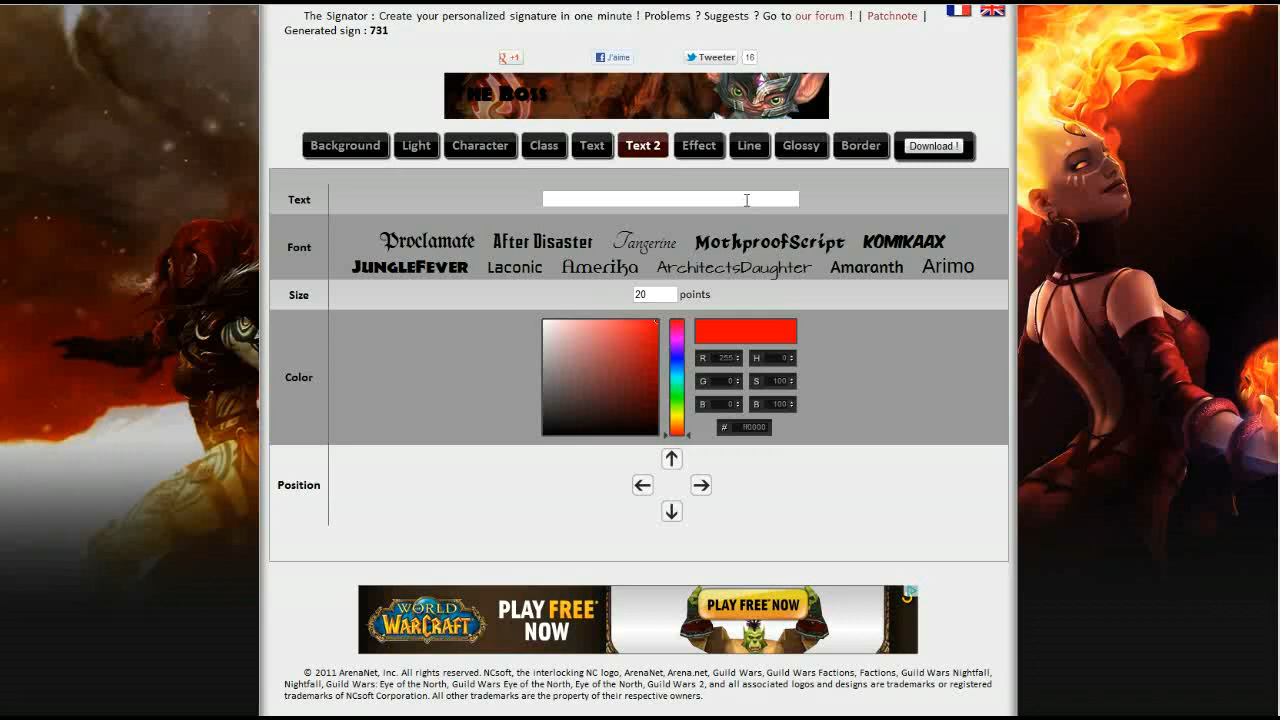 The Signator : Create your personalized signature in one minute ! Problems ? Suggests ? Go to our forum ! | Patchnote |
Generated sign : 731
+1
J'aime
Tweeter 16
The Boss
Background Light Character Class Text Text 2 Effect Line Glossy Border Download !
Text
Font
Proclamate After Disaster Tangerine MothproofScript KOMIKAAX
JungleFever Laconic Amerika ArchitectsDaughter Amaranth Arimo
Size 20 points
Color
R 255 H 0
G 0 S 100
B 0 B 100
# ff0000
Position
WORLD OF WARCRAFT
PLAY FREE*
NOW
PLAY FREE* NOW
© 2011 ArenaNet, Inc. All rights reserved. NCsoft, the interlocking NC logo, ArenaNet, Arena.net, Guild Wars, Guild Wars Factions, Factions, Guild Wars Nightfall,
Nightfall, Guild Wars: Eye of the North, Eye of the North, Guild Wars 2, and all associated logos and designs are trademarks or registered
trademarks of NCsoft Corporation. All other trademarks are the property of their respective owners.